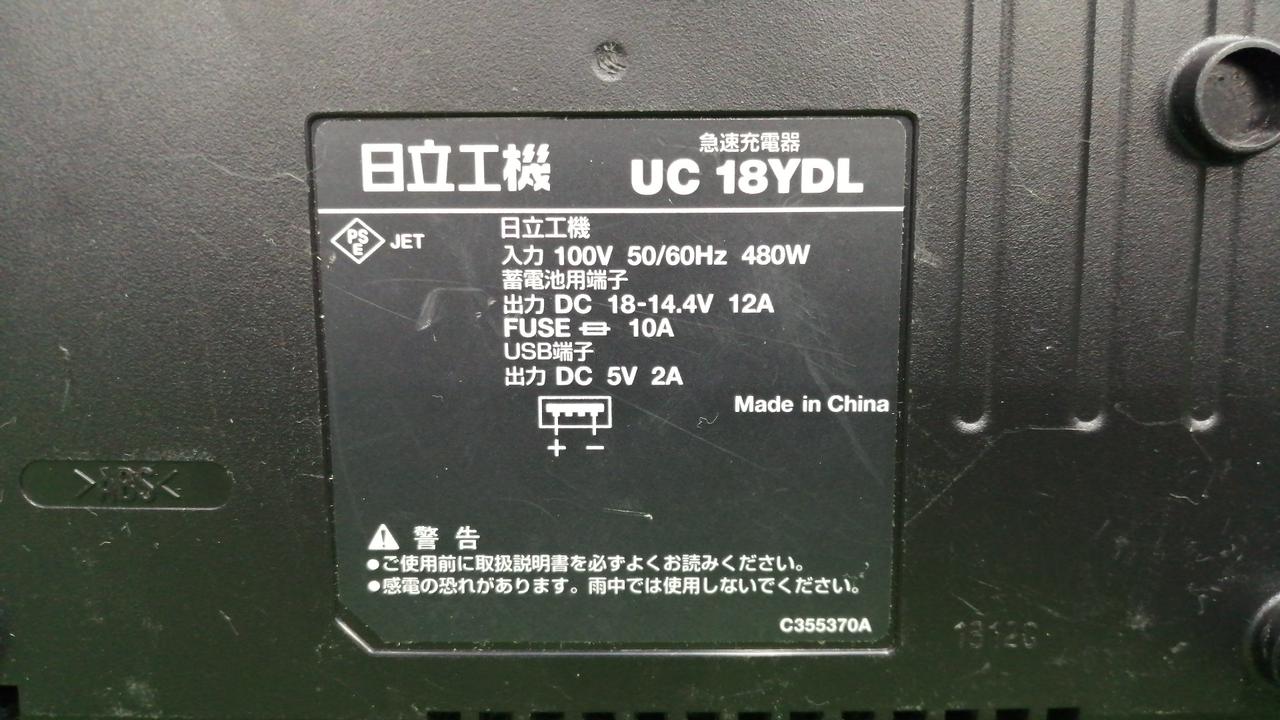 日立工機
急速充電器
UC 18YDL
PSE JET
日立工機
入力 100V 50/60Hz 480W
蓄電池用端子
出力 DC 18-14.4V 12A
FUSE 10A
USB端子
出力 DC 5V 2A
+ −
Made in China
>ABS<
警告
●ご使用前に取扱説明書を必ずよくお読みください。
●感電の恐れがあります。雨中では使用しないでください。
C355370A